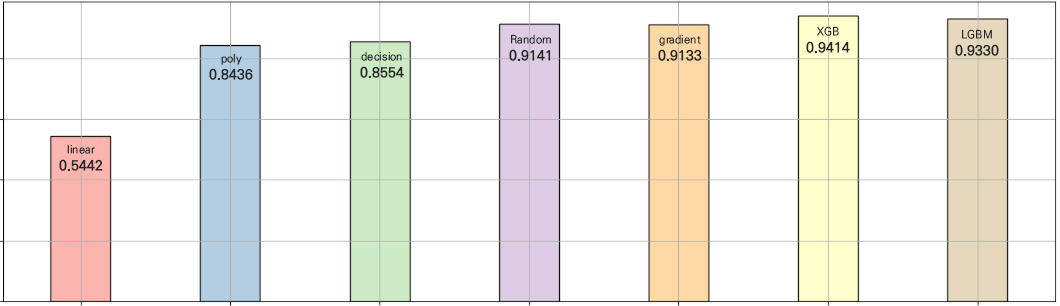 linear
0.5442
poly
0.8436
decision
0.8554
Random
0.9141
gradient
0.9133
XGB
0.9414
LGBM
0.9330